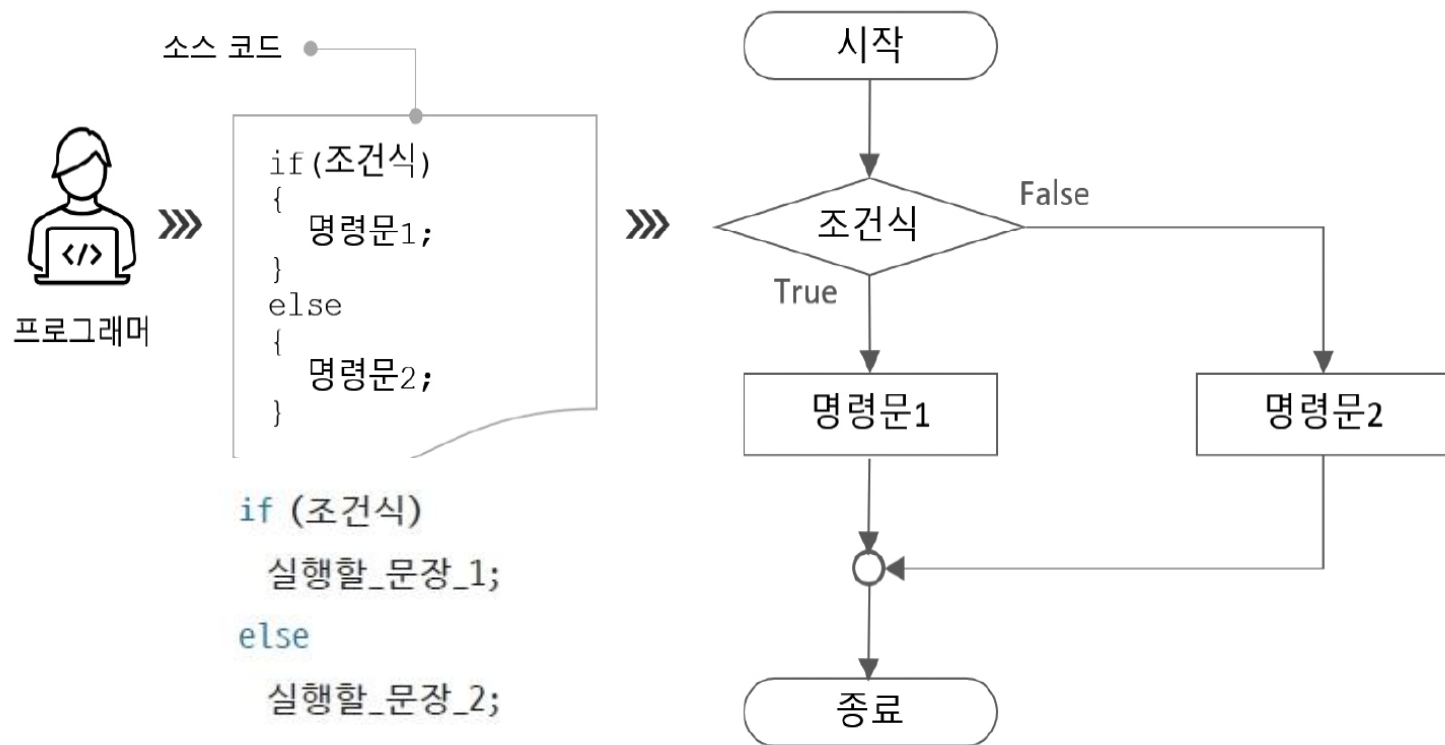 소스 코드
</>
프로그래머
if(조건식)
{
명령문1;
}
else
{
명령문2;
}
if (조건식)
실행할_문장_1;
else
실행할_문장_2;
시작
조건식
False
True
명령문1
명령문2
종료